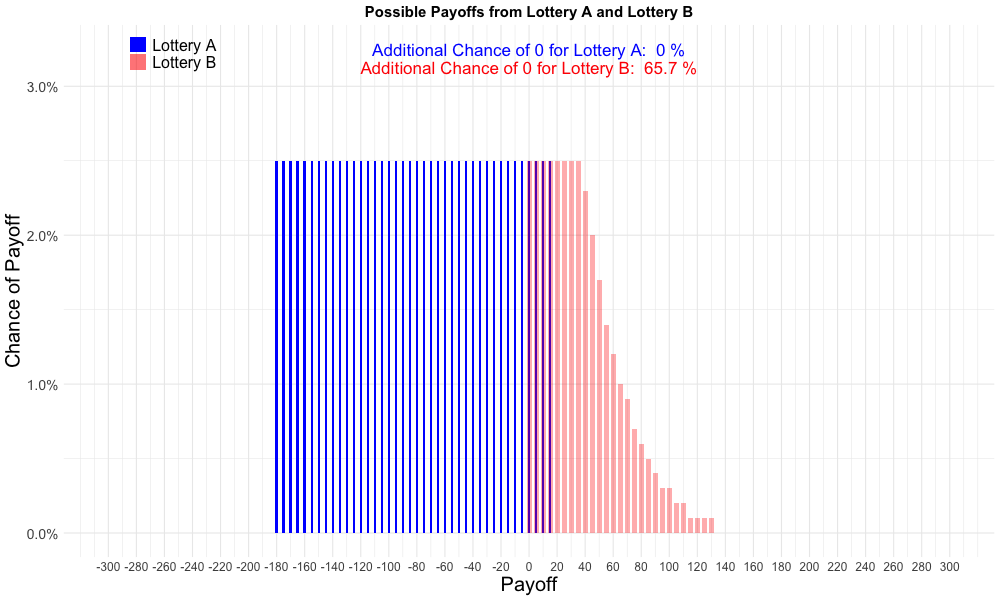 Possible Payoffs from Lottery A and Lottery B
Lottery A
Lottery B
Additional Chance of 0 for Lottery A:  0 %
Additional Chance of 0 for Lottery B:  65.7 %
Chance of Payoff
3.0%
2.0%
1.0%
0.0%
-300 -280 -260 -240 -220 -200 -180 -160 -140 -120 -100 -80 -60 -40 -20 0 20 40 60 80 100 120 140 160 180 200 220 240 260 280 300
Payoff